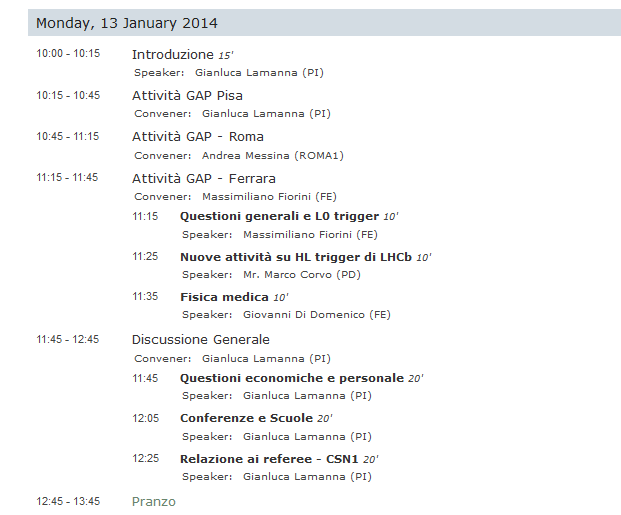 Monday, 13 January 2014
10:00 - 10:15 Introduzione 15'
Speaker: Gianluca Lamanna (PI)
10:15 - 10:45 Attività GAP Pisa
Convener: Gianluca Lamanna (PI)
10:45 - 11:15 Attività GAP - Roma
Convener: Andrea Messina (ROMA1)
11:15 - 11:45 Attività GAP - Ferrara
Convener: Massimiliano Fiorini (FE)
11:15 Questioni generali e L0 trigger 10'
Speaker: Massimiliano Fiorini (FE)
11:25 Nuove attività su HL trigger di LHCb 10'
Speaker: Mr. Marco Corvo (PD)
11:35 Fisica medica 10'
Speaker: Giovanni Di Domenico (FE)
11:45 - 12:45 Discussione Generale
Convener: Gianluca Lamanna (PI)
11:45 Questioni economiche e personale 20'
Speaker: Gianluca Lamanna (PI)
12:05 Conferenze e Scuole 20'
Speaker: Gianluca Lamanna (PI)
12:25 Relazione ai referee - CSN1 20'
Speaker: Gianluca Lamanna (PI)
12:45 - 13:45 Pranzo